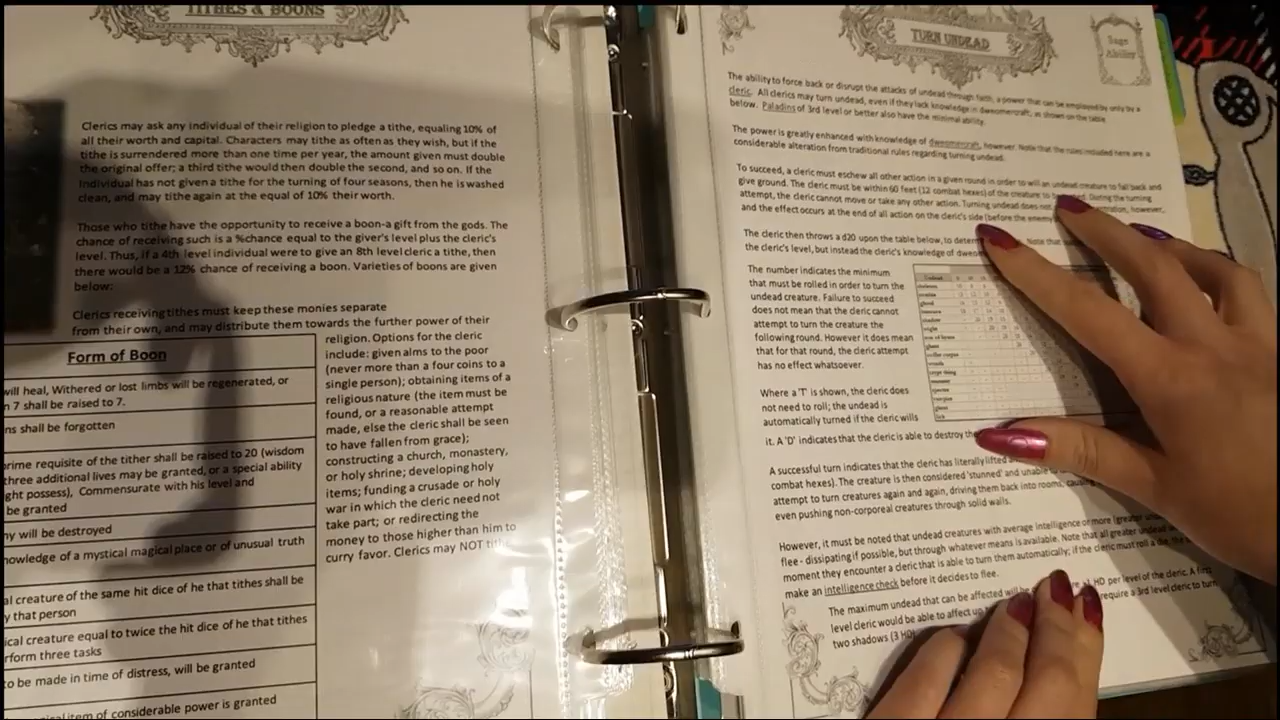 TITHES & BOONS
Clerics may ask any individual of their religion to pledge a tithe, equaling 10% of
all their worth and capital. Characters may tithe as often as they wish, but if the
tithe is surrendered more than one time per year, the amount given must double
the original offer; a third tithe would then double the second, and so on. If the
Individual has not given a tithe for the turning of four seasons, then he is washed
clean, and may tithe again at the equal of 10% their worth.
Those who tithe have the opportunity to receive a boon-a gift from the gods. The
chance of receiving such is a %chance equal to the giver's level plus the cleric's
level. Thus, if a 4th level individual were to give an 8th level cleric a tithe, then
there would be a 12% chance of receiving a boon. Varieties of boons are given
below:
Clerics receiving tithes must keep these monies separate
from their own, and may distribute them towards the further power of their
religion. Options for the cleric
include: given alms to the poor
(never more than a four coins to a
single person); obtaining items of a
religious nature (the item must be
found, or a reasonable attempt
made, else the cleric shall be seen
to have fallen from grace);
constructing a church, monastery,
or holy shrine; developing holy
items; funding a crusade or holy
war in which the cleric need not
take part; or redirecting the
money to those higher than him to
curry favor. Clerics may NOT
Form of Boon
will heal, Withered or lost limbs will be regenerated, or
7 shall be raised to 7.
ns shall be forgotten
prime requisite of the tither shall be raised to 20 (wisdom
three additional lives may be granted, or a special ability
ght possess), Commensurate with his level and
be granted
ny will be destroyed
nowledge of a mystical magical place or of unusual truth
al creature of the same hit dice of he that tithes shall be
y that person
ical creature equal to twice the hit dice of he that tithes
rform three tasks
to be made in time of distress, will be granted
ical item of considerable power is granted
TURN UNDEAD
Sage
Ability
The ability to force back or disrupt the attacks of undead through faith, a power that can be employed by only by a
cleric. All clerics may turn undead, even if they lack knowledge in dweomercraft, as shown on the table
below. Paladins of 3rd level or better also have the minimal ability.
The power is greatly enhanced with knowledge of dweomercraft, however. Note that the rules included here are a
considerable alteration from traditional rules regarding turning undead.
To succeed, a cleric must eschew all other action in a given round in order to will an undead creature to fall back and
give ground. The cleric must be within 60 feet (12 combat hexes) of the creature to be During the turning
attempt, the cleric cannot move or take any other action. Turning undead does not however,
and the effect occurs at the end of all action on the cleric's side (before the enemy
The cleric then throws a d20 upon the table below, to Note that
the cleric's level, but instead the cleric's knowledge of
The number indicates the minimum
that must be rolled in order to turn the
undead creature. Failure to succeed
does not mean that the cleric cannot
attempt to turn the creature the
following round. However it does mean
that for that round, the cleric attempt
has no effect whatsoever.
Where a 'T' is shown, the cleric does
not need to roll; the undead is
automatically turned if the cleric wills
it. A 'D' indicates that the cleric is able to destroy the
A successful turn indicates that the cleric has literally lifted
combat hexes). The creature is then considered 'stunned' and
attempt to turn creatures again and again, driving them back into rooms,
even pushing non-corporeal creatures through solid walls.
However, it must be noted that undead creatures with average intelligence or more (greater
flee - dissipating if possible, but through whatever means is available. Note that all greater undead
moment they encounter a cleric that is able to turn them automatically; if the cleric must roll a die, the
make an intelligence check before it decides to flee.
The maximum undead that can be affected will be HD per level of the cleric. A first
level cleric would be able to affect up require a 3rd level cleric to turn
two shadows (3